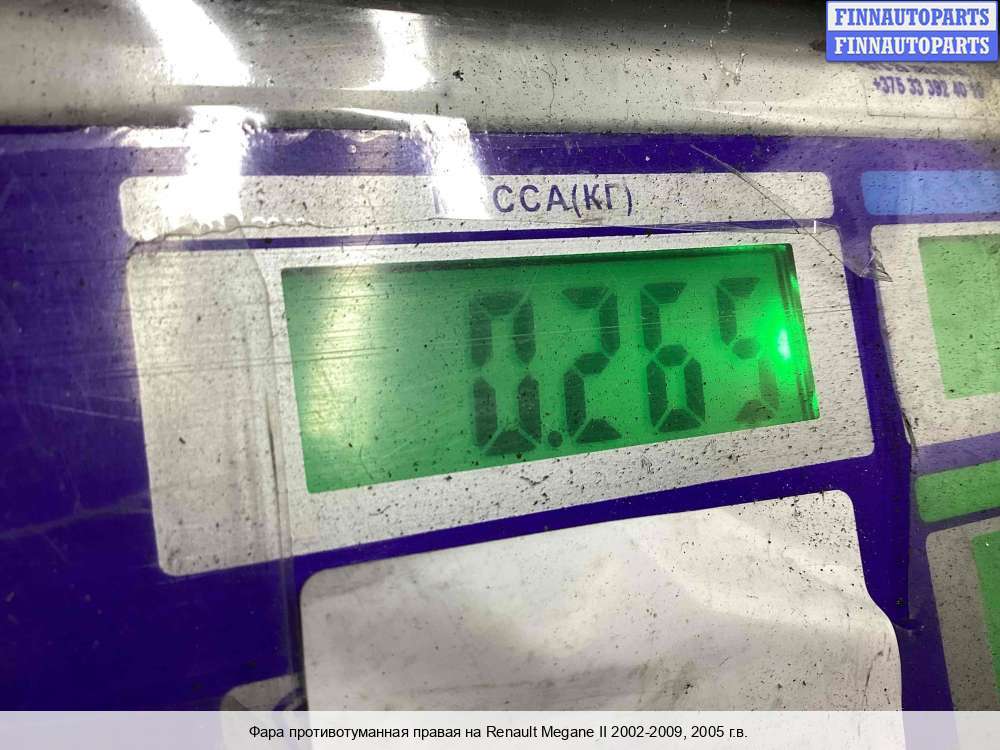 FINNAUTOPARTS
FINNAUTOPARTS
+375 33 392 40 10
МАССА(КГ)
0.265
Фара противотуманная правая на Renault Megane II 2002-2009, 2005 г.в.